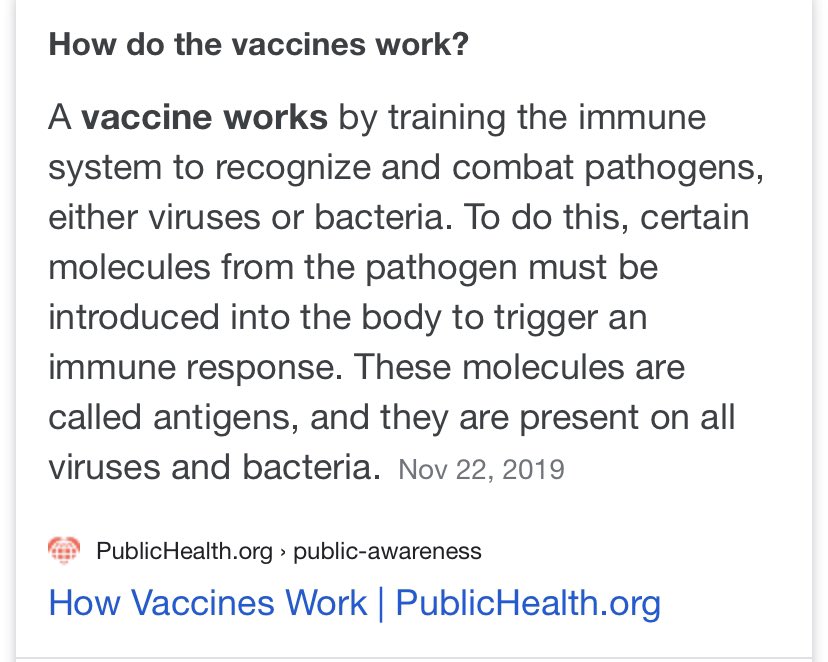 How do the vaccines work?
A vaccine works by training the immune
system to recognize and combat pathogens,
either viruses or bacteria. To do this, certain
molecules from the pathogen must be
introduced into the body to trigger an
immune response. These molecules are
called antigens, and they are present on all
viruses and bacteria. Nov 22, 2019
PublicHealth.org › public-awareness
How Vaccines Work | PublicHealth.org